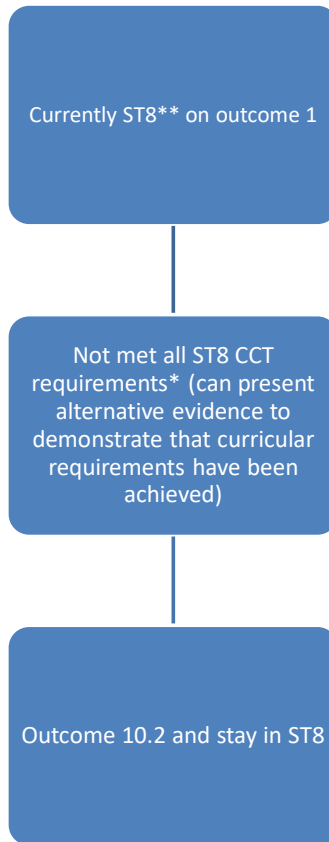 Currently ST8** on outcome 1
Not met all ST8 CCT
requirements* (can present
alternative evidence to
demonstrate that curricular
requirements have been
achieved)
Outcome 10.2 and stay in ST8